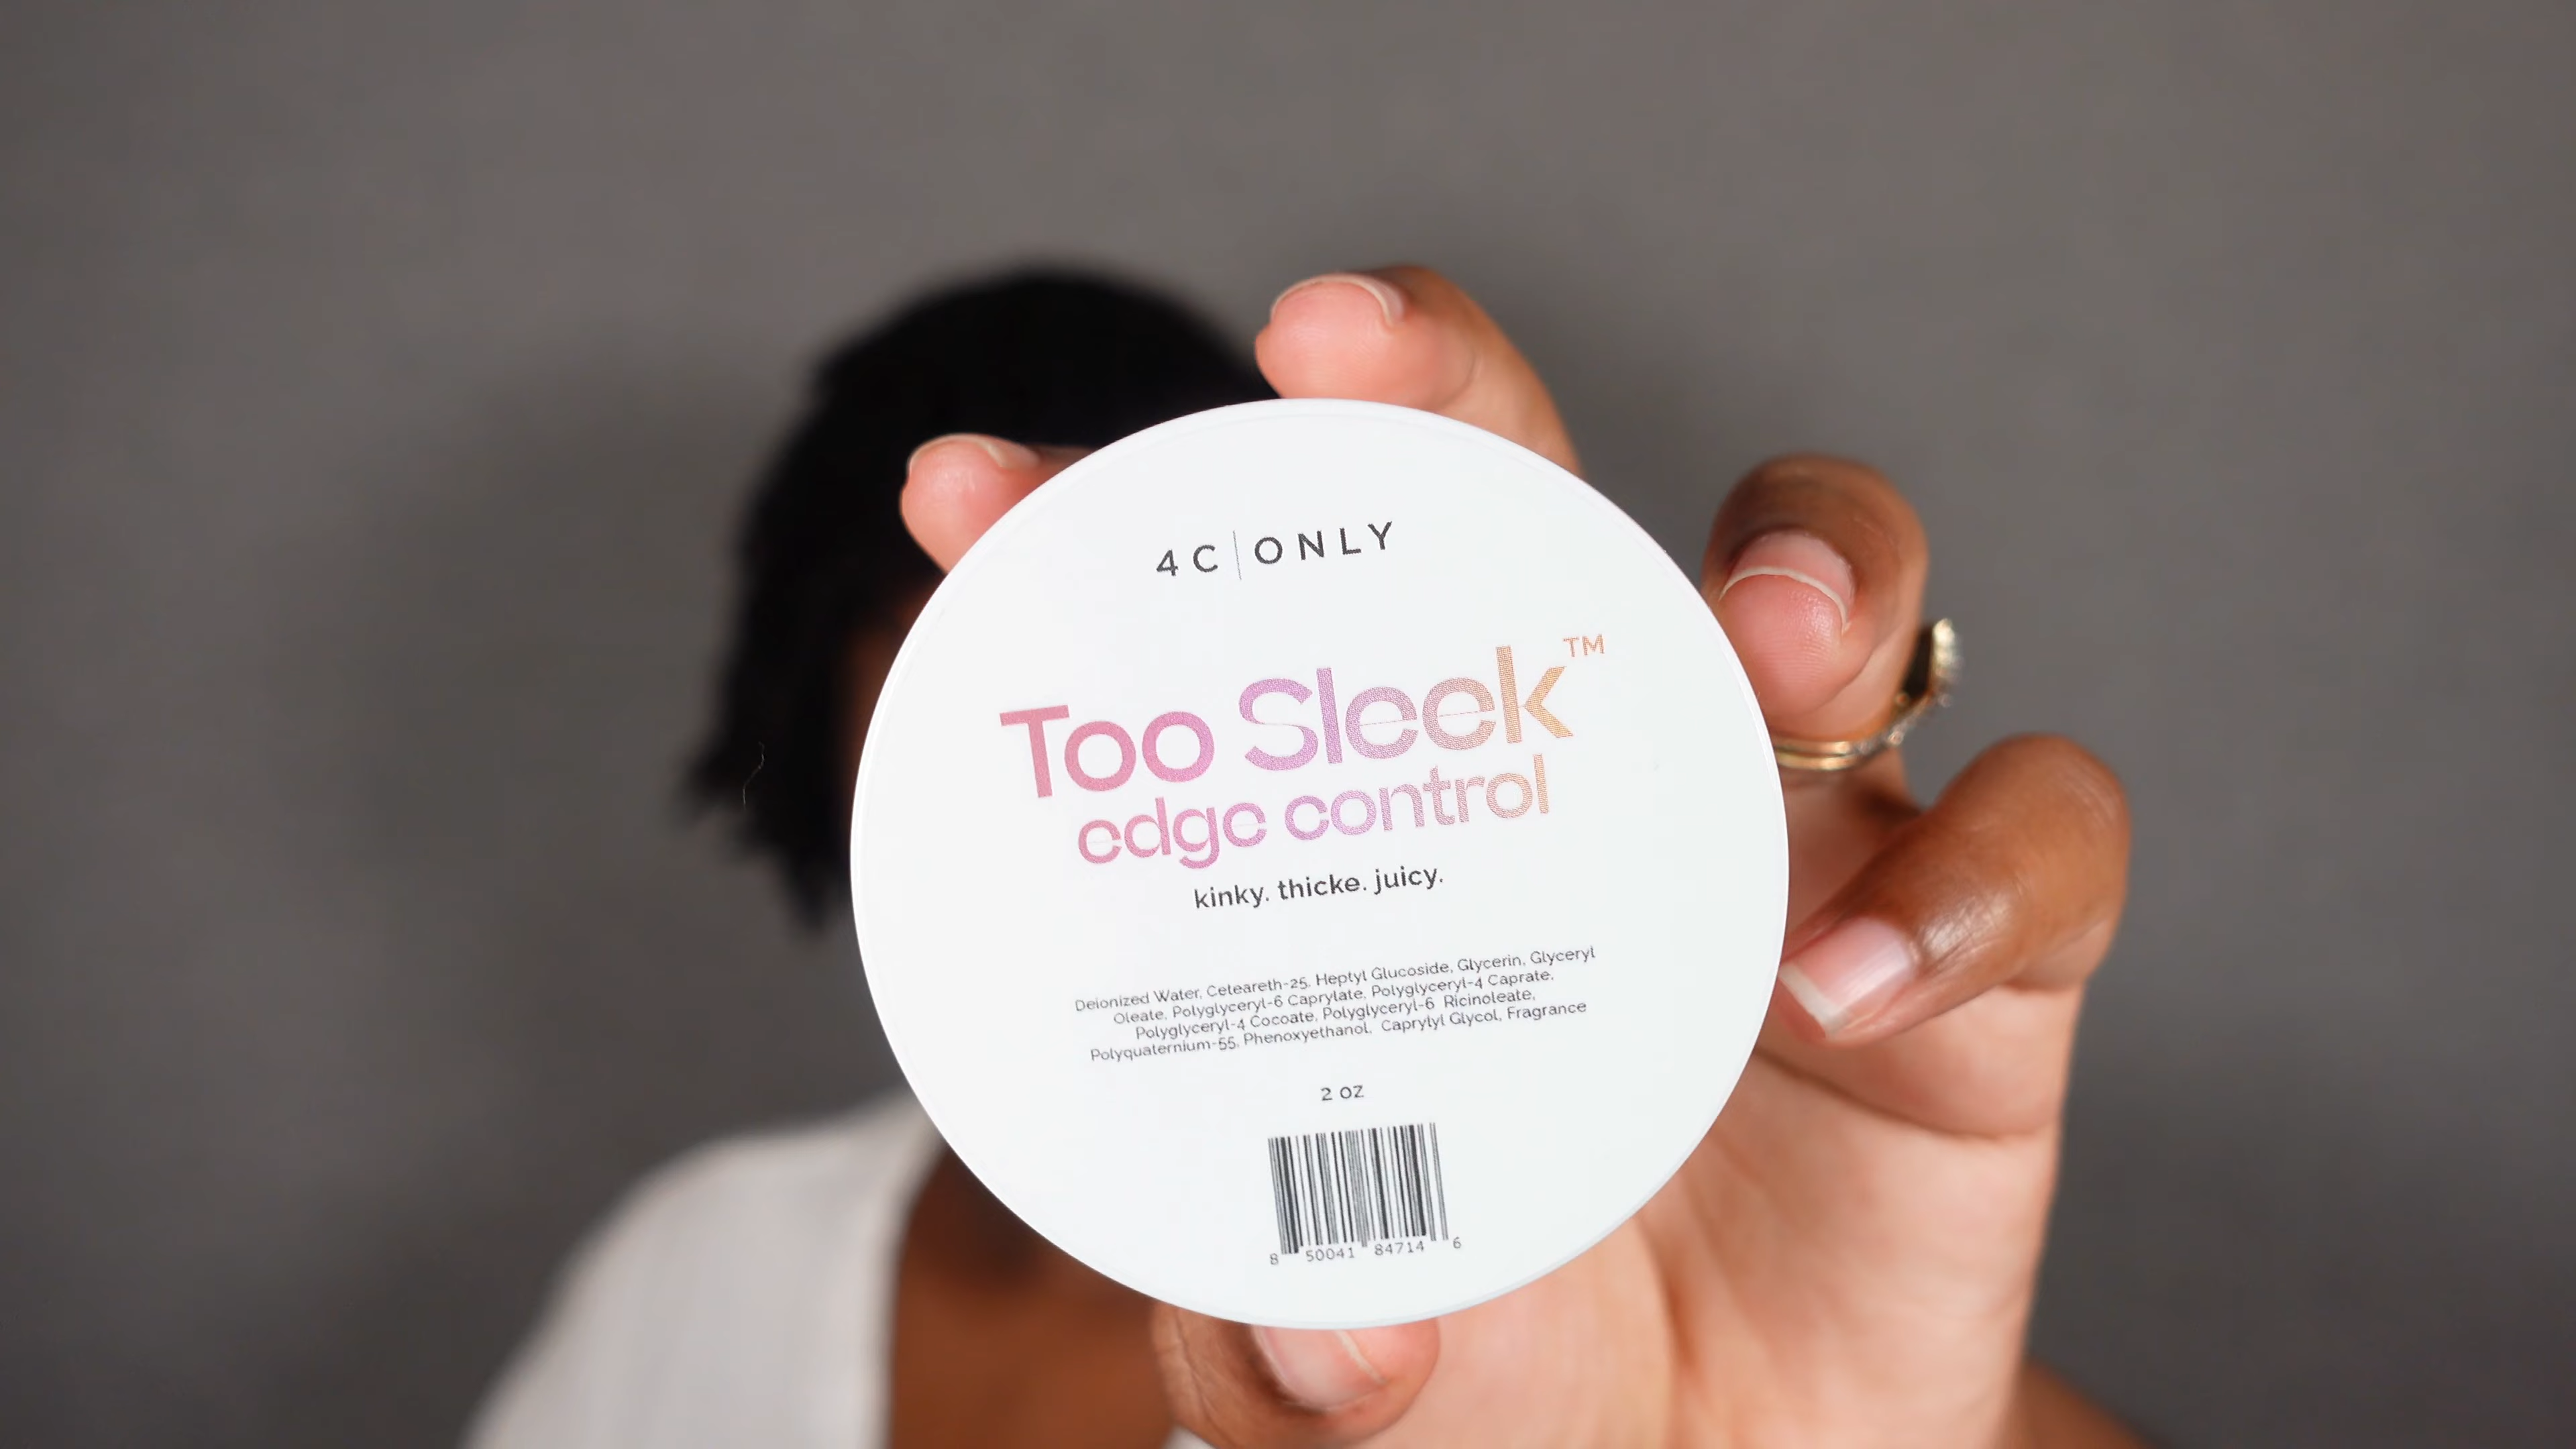 4C|ONLY
Too Sleek™
edge control
kinky. thicke. juicy.
Deionized Water, Ceteareth-25, Heptyl Glucoside, Glycerin, Glyceryl
Oleate, Polyglyceryl-6 Caprylate, Polyglyceryl-4 Caprate,
Polyglyceryl-4 Cocoate, Polyglyceryl-6 Ricinoleate,
Polyquaternium-55, Phenoxyethanol, Caprylyl Glycol, Fragrance
2 oz
8 50041 84714 6